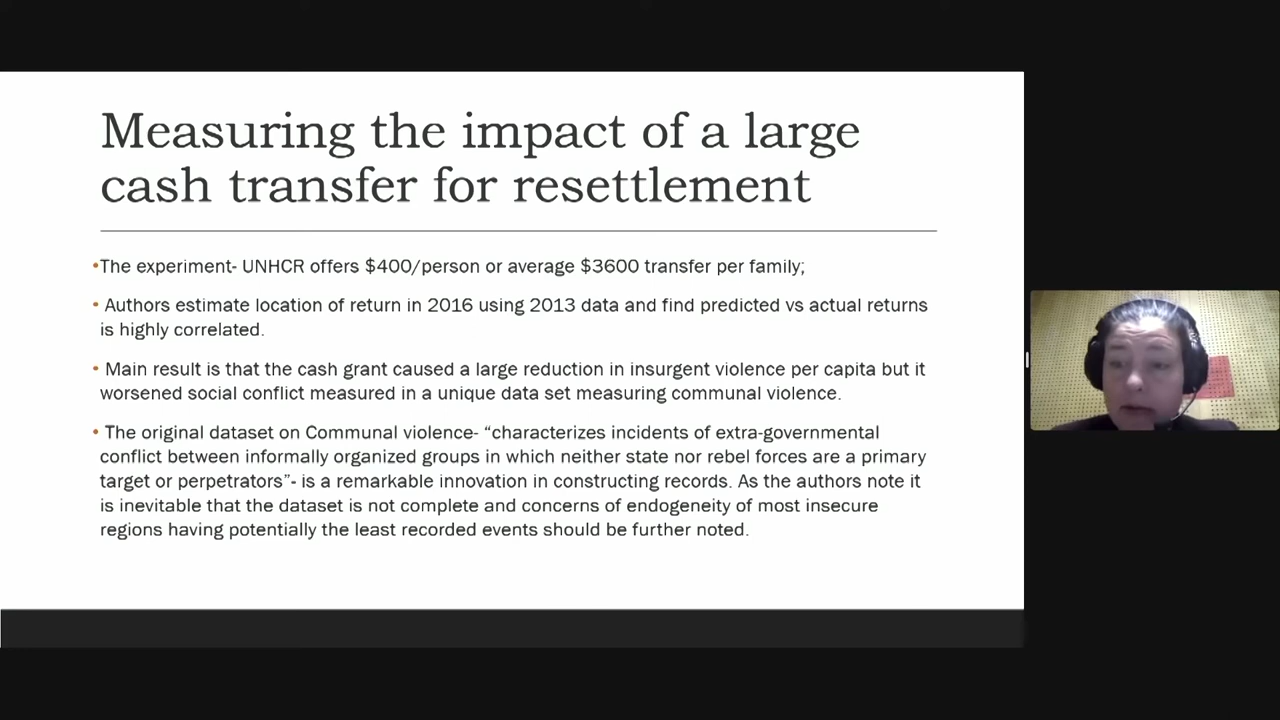 Measuring the impact of a large
cash transfer for resettlement
•The experiment- UNHCR offers $400/person or average $3600 transfer per family;
• Authors estimate location of return in 2016 using 2013 data and find predicted vs actual returns
is highly correlated.
• Main result is that the cash grant caused a large reduction in insurgent violence per capita but it
worsened social conflict measured in a unique data set measuring communal violence.
• The original dataset on Communal violence- “characterizes incidents of extra-governmental
conflict between informally organized groups in which neither state nor rebel forces are a primary
target or perpetrators”- is a remarkable innovation in constructing records. As the authors note it
is inevitable that the dataset is not complete and concerns of endogeneity of most insecure
regions having potentially the least recorded events should be further noted.